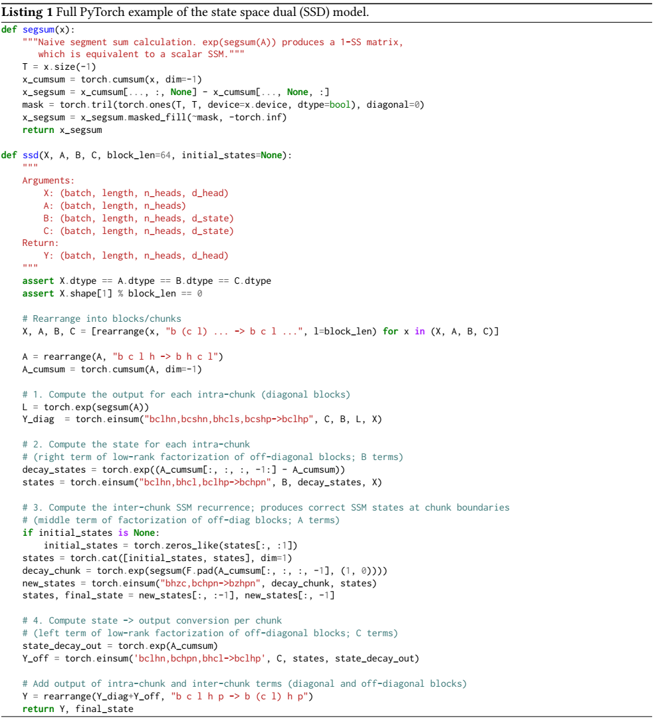 Listing 1 Full PyTorch example of the state space dual (SSD) model.
def segsum(x):
    """Naive segment sum calculation. exp(segsum(A)) produces a 1-SS matrix,
       which is equivalent to a scalar SSM."""
    T = x.size(-1)
    x_cumsum = torch.cumsum(x, dim=-1)
    x_segsum = x_cumsum[..., :, None] - x_cumsum[..., None, :]
    mask = torch.tril(torch.ones(T, T, device=x.device, dtype=bool), diagonal=0)
    x_segsum = x_segsum.masked_fill(~mask, -torch.inf)
    return x_segsum

def ssd(X, A, B, C, block_len=64, initial_states=None):
    """
    Arguments:
        X: (batch, length, n_heads, d_head)
        A: (batch, length, n_heads)
        B: (batch, length, n_heads, d_state)
        C: (batch, length, n_heads, d_state)
    Return:
        Y: (batch, length, n_heads, d_head)
    """
    assert X.dtype == A.dtype == B.dtype == C.dtype
    assert X.shape[1] % block_len == 0

    # Rearrange into blocks/chunks
    X, A, B, C = [rearrange(x, "b (c l) ... -> b c l ...", l=block_len) for x in (X, A, B, C)]

    A = rearrange(A, "b c l h -> b h c l")
    A_cumsum = torch.cumsum(A, dim=-1)

    # 1. Compute the output for each intra-chunk (diagonal blocks)
    L = torch.exp(segsum(A))
    Y_diag  = torch.einsum("bclhn,bcshn,bhcls,bcshp->bclhp", C, B, L, X)

    # 2. Compute the state for each intra-chunk
    # (right term of low-rank factorization of off-diagonal blocks; B terms)
    decay_states = torch.exp((A_cumsum[:, :, :, -1:] - A_cumsum))
    states = torch.einsum("bclhn,bhcl,bclhp->bchpn", B, decay_states, X)

    # 3. Compute the inter-chunk SSM recurrence; produces correct SSM states at chunk boundaries
    # (middle term of factorization of off-diag blocks; A terms)
    if initial_states is None:
        initial_states = torch.zeros_like(states[:, :1])
    states = torch.cat([initial_states, states], dim=1)
    decay_chunk = torch.exp(segsum(F.pad(A_cumsum[:, :, :, -1], (1, 0))))
    new_states = torch.einsum("bhzc,bchpn->bzhpn", decay_chunk, states)
    states, final_state = new_states[:, :-1], new_states[:, -1]

    # 4. Compute state -> output conversion per chunk
    # (left term of low-rank factorization of off-diagonal blocks; C terms)
    state_decay_out = torch.exp(A_cumsum)
    Y_off = torch.einsum('bclhn,bchpn,bhcl->bclhp', C, states, state_decay_out)

    # Add output of intra-chunk and inter-chunk terms (diagonal and off-diagonal blocks)
    Y = rearrange(Y_diag+Y_off, "b c l h p -> b (c l) h p")
    return Y, final_state